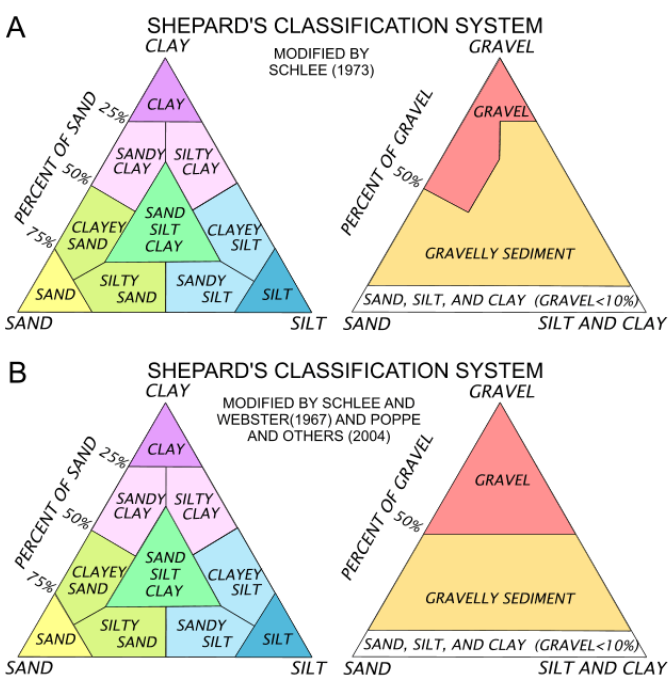 A
SHEPARD'S CLASSIFICATION SYSTEM
MODIFIED BY
SCHLEE (1973)
CLAY
PERCENT OF SAND
25%
50%
75%
CLAY
SANDY
CLAY
SILTY
CLAY
SAND
SILT
CLAY
CLAYEY
SAND
CLAYEY
SILT
SAND
SILTY
SAND
SANDY
SILT
SILT
SAND
SILT
GRAVEL
PERCENT OF GRAVEL
50%
GRAVEL
GRAVELLY SEDIMENT
SAND, SILT, AND CLAY (GRAVEL<10%)
SAND
SILT AND CLAY
B
SHEPARD'S CLASSIFICATION SYSTEM
MODIFIED BY SCHLEE AND
WEBSTER(1967) AND POPPE
AND OTHERS (2004)
CLAY
PERCENT OF SAND
25%
50%
75%
CLAY
SANDY
CLAY
SILTY
CLAY
SAND
SILT
CLAY
CLAYEY
SAND
CLAYEY
SILT
SAND
SILTY
SAND
SANDY
SILT
SILT
SAND
SILT
GRAVEL
PERCENT OF GRAVEL
50%
GRAVEL
GRAVELLY SEDIMENT
SAND, SILT, AND CLAY (GRAVEL<10%)
SAND
SILT AND CLAY